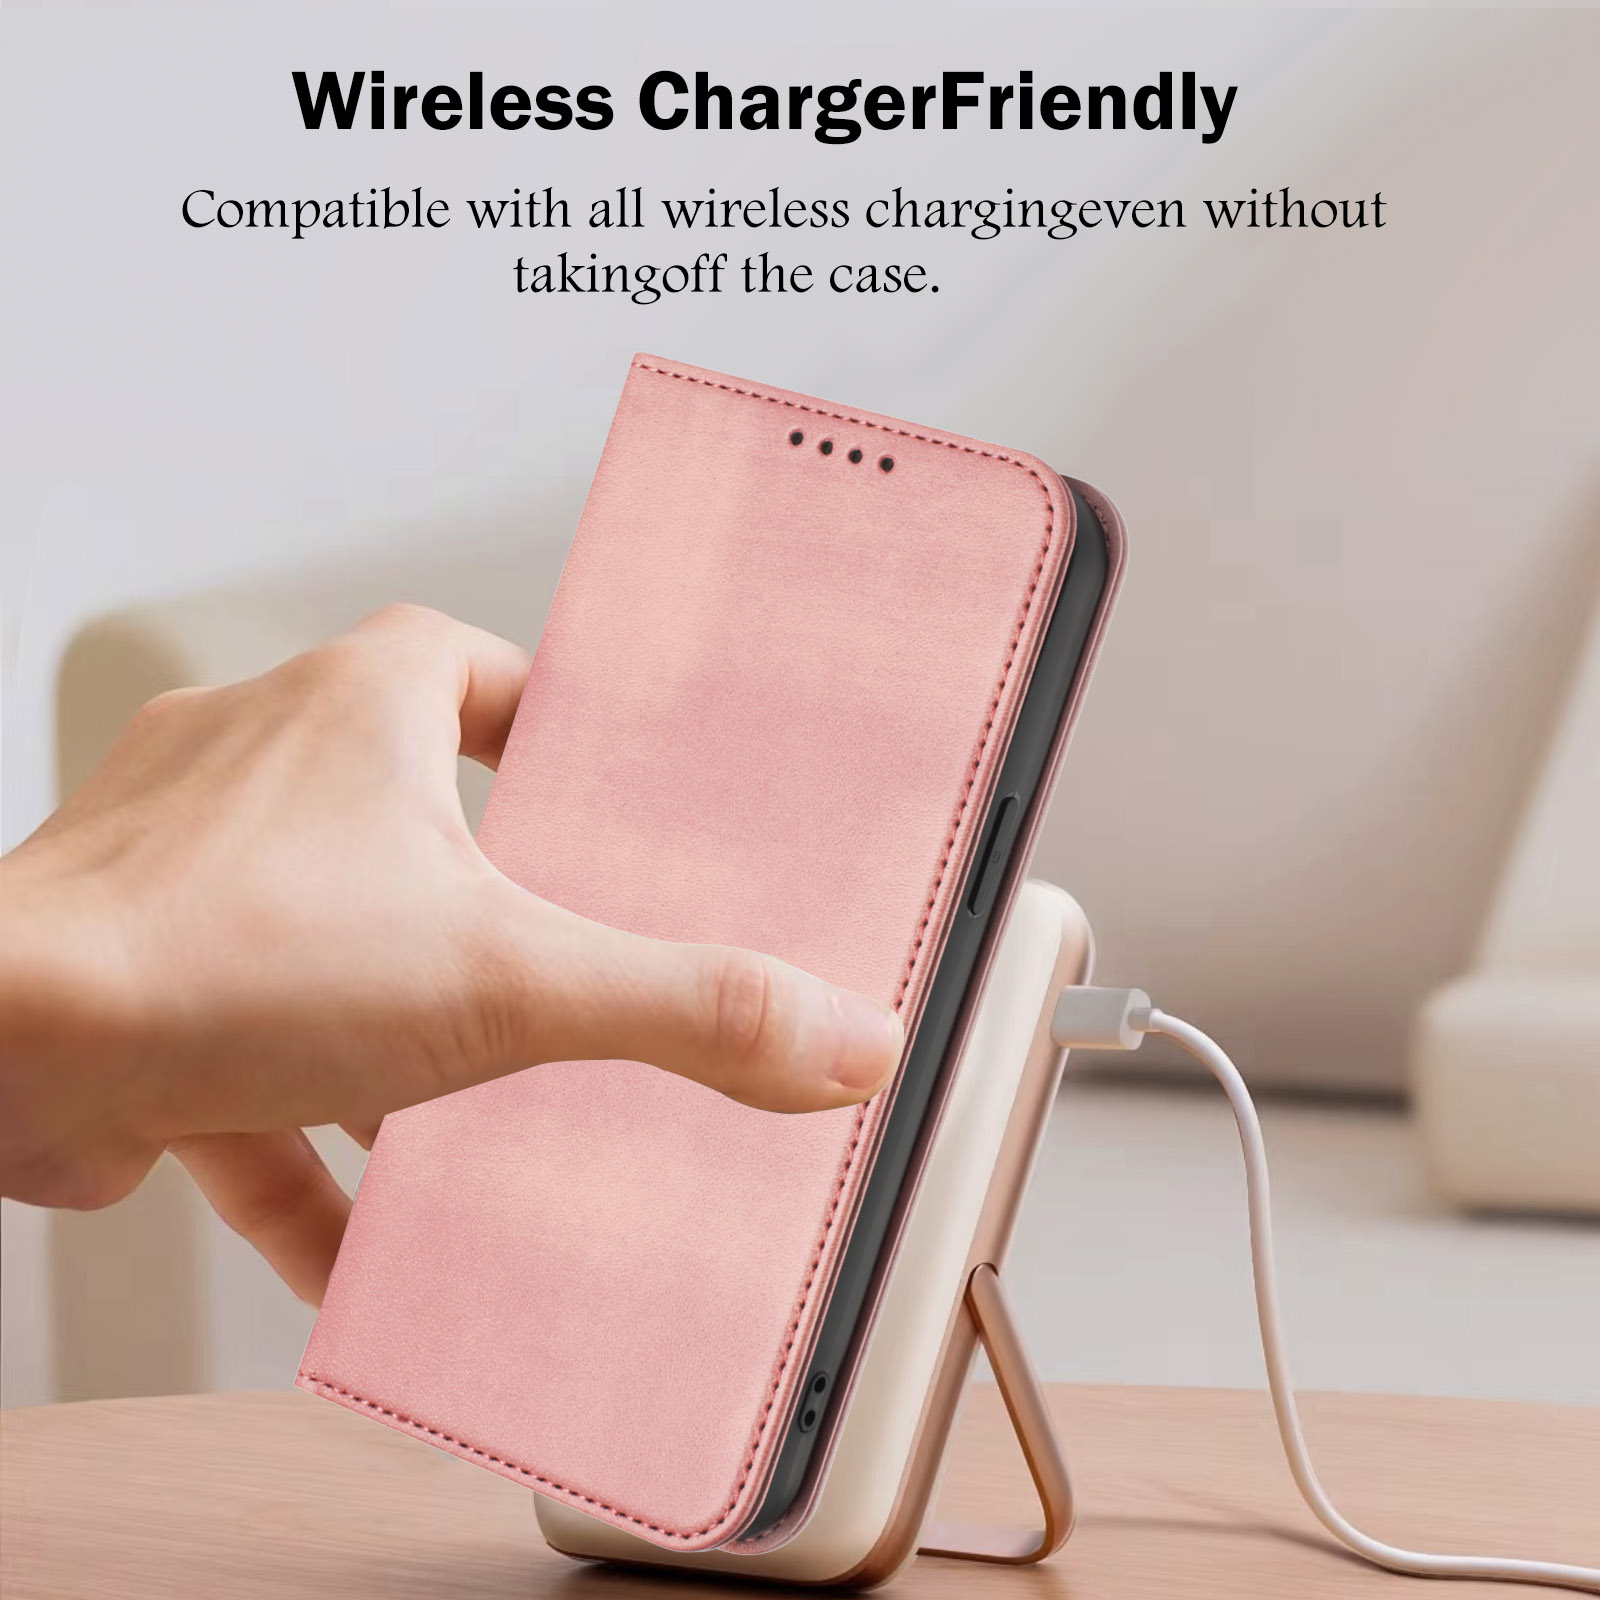 Wireless ChargerFriendly
Compatible with all wireless chargingeven without
takingoff the case.